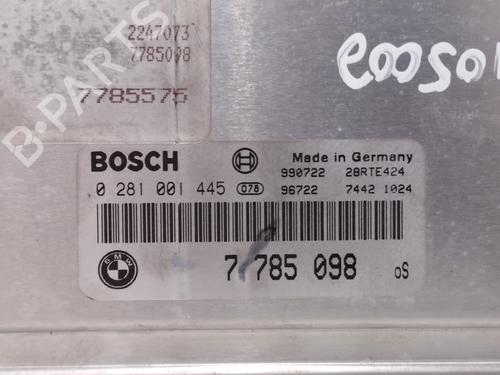 2247073
7785098
7785576
B-PARTS
BOSCH
Made in Germany
990722 28RTE424
0 281 001 445 078
96722 7442 1024
BMW
7 785 098 oS